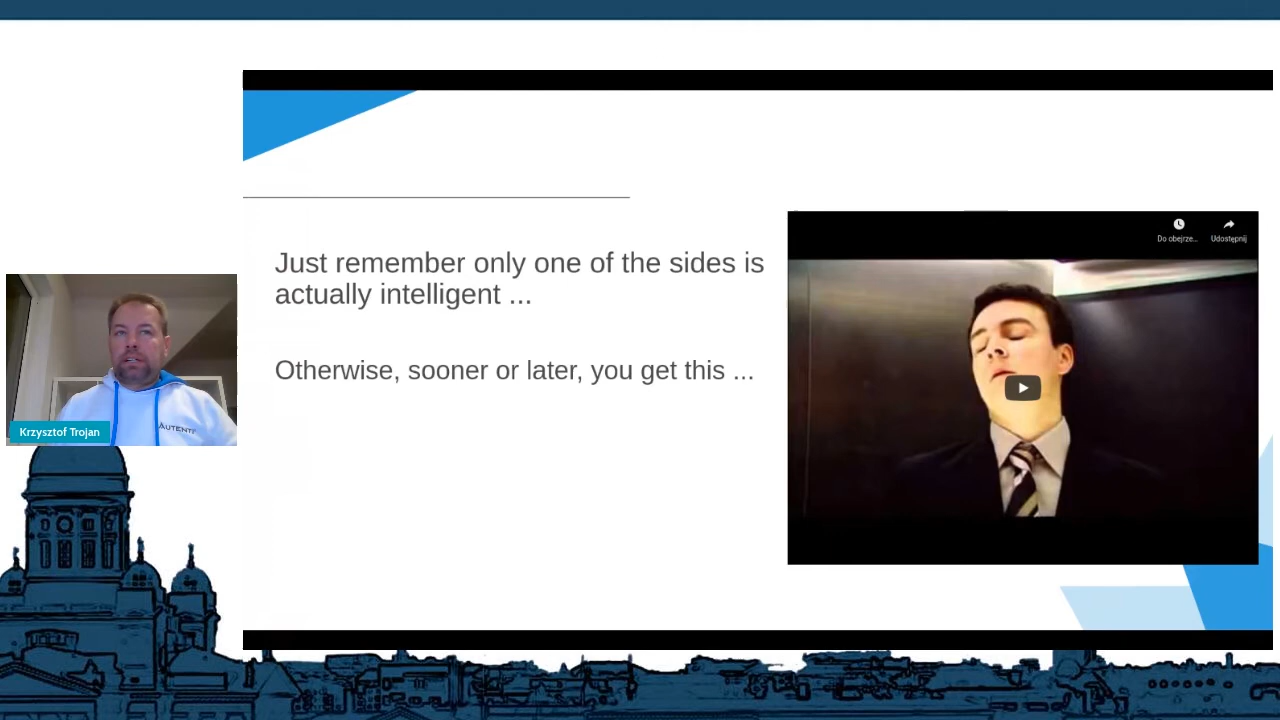 Just remember only one of the sides is
actually intelligent ...
Otherwise, sooner or later, you get this ...
Do obejrze...
Udostępnij
AUTENTI
Krzysztof Trojan